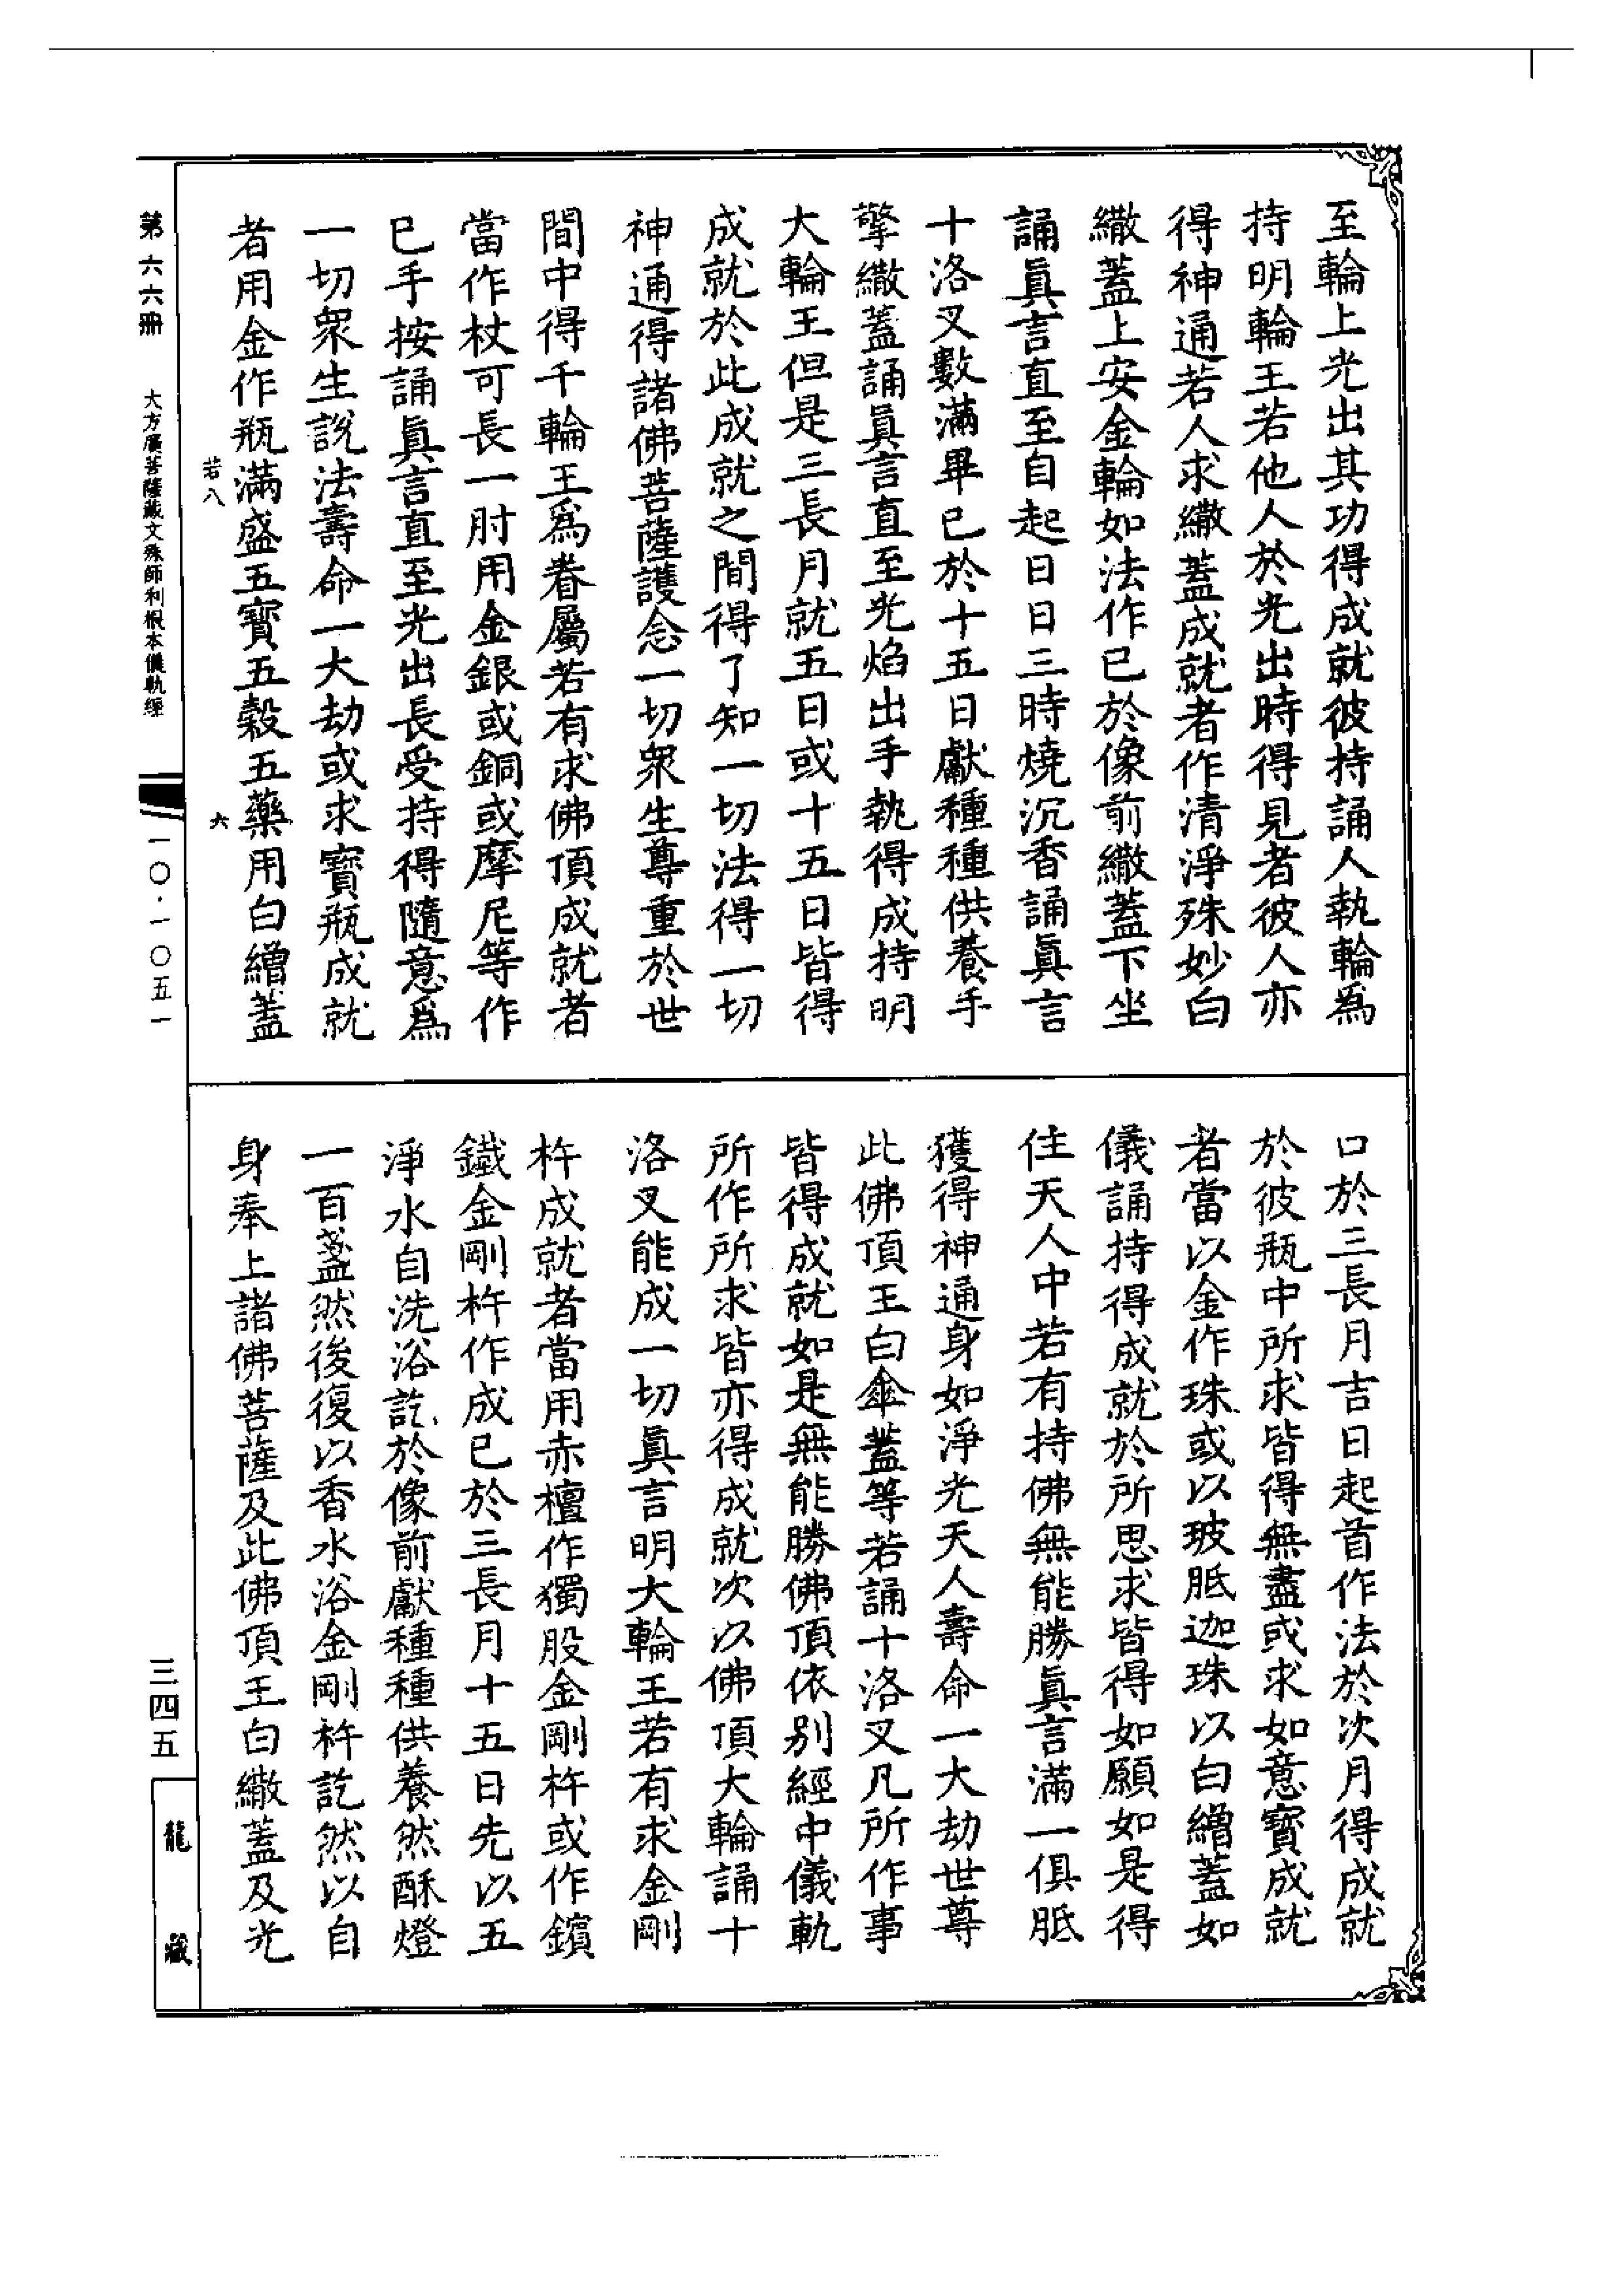 至輪上光出其功得成就彼持誦人執輪為
持明輪王若他人於光出時得見者彼人亦
得神通若人求繖蓋成就者作清淨殊妙白
繖蓋上安金輪如法作已於像前繖蓋下坐
誦眞言直至自起日日三時燒沉香誦眞言
十洛叉數滿畢已於十五日獻種種供養手
擎繖蓋誦眞言直至光焰出手執得成持明
大輪王但是三長月就五日或十五日皆得
成就於此成就之間得了知一切法得一切
神通得諸佛菩薩護念一切衆生尊重於世
間中得千輪王爲眷屬若有求佛頂成就者
當作杖可長一肘用金銀或銅或摩尼等作
已手按誦眞言直至光出長受持得隨意爲
一切衆生說法壽命一大劫或求寶瓶成就
者用金作瓶滿盛五寶五穀五藥用白繒蓋
口於三長月吉日起首作法於次月得成就
於彼瓶中所求皆得無盡或求如意寶成就
者當以金作珠或以玻胝迦珠以白繒蓋如
儀誦持得成就於所思求皆得如願如是得
住天人中若有持佛無能勝眞言滿一俱胝
獲得神通身如淨光天人壽命一大劫世尊
此佛頂王白傘蓋等若誦十洛叉凡所作事
皆得成就如是無能勝佛頂依別經中儀軌
所作所求皆亦得成就次以佛頂大輪誦十
洛叉能成一切眞言明大輪王若有求金剛
杵成就者當用赤檀作獨股金剛杵或作鑌
鐵金剛杵作成已於三長月十五日先以五
淨水自洗浴訖於像前獻種種供養然酥燈
一百盞然後復以香水浴金剛杵訖然以自
身奉上諸佛菩薩及此佛頂王白繖蓋及光
若八
六
第六六册
大方廣菩薩藏文殊師利根本儀軌經
一〇·一〇五一
三四五
龍藏